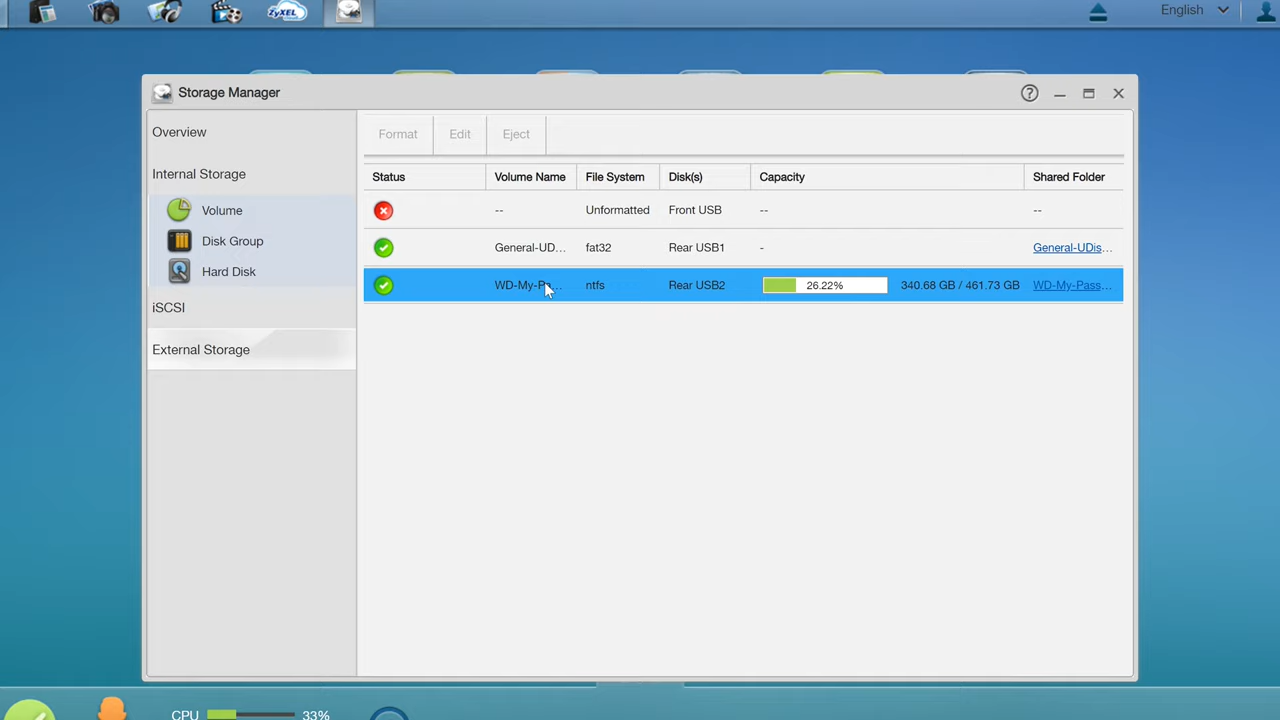 ZyXEL
English
Storage Manager
Overview
Internal Storage
Volume
Disk Group
Hard Disk
iSCSI
External Storage
Format Edit Eject
Status Volume Name File System Disk(s) Capacity Shared Folder
-- Unformatted Front USB -- --
General-UD... fat32 Rear USB1 - General-UDis...
WD-My-Pa... ntfs Rear USB2 26.22% 340.68 GB / 461.73 GB WD-My-Pass...
CPU 33%